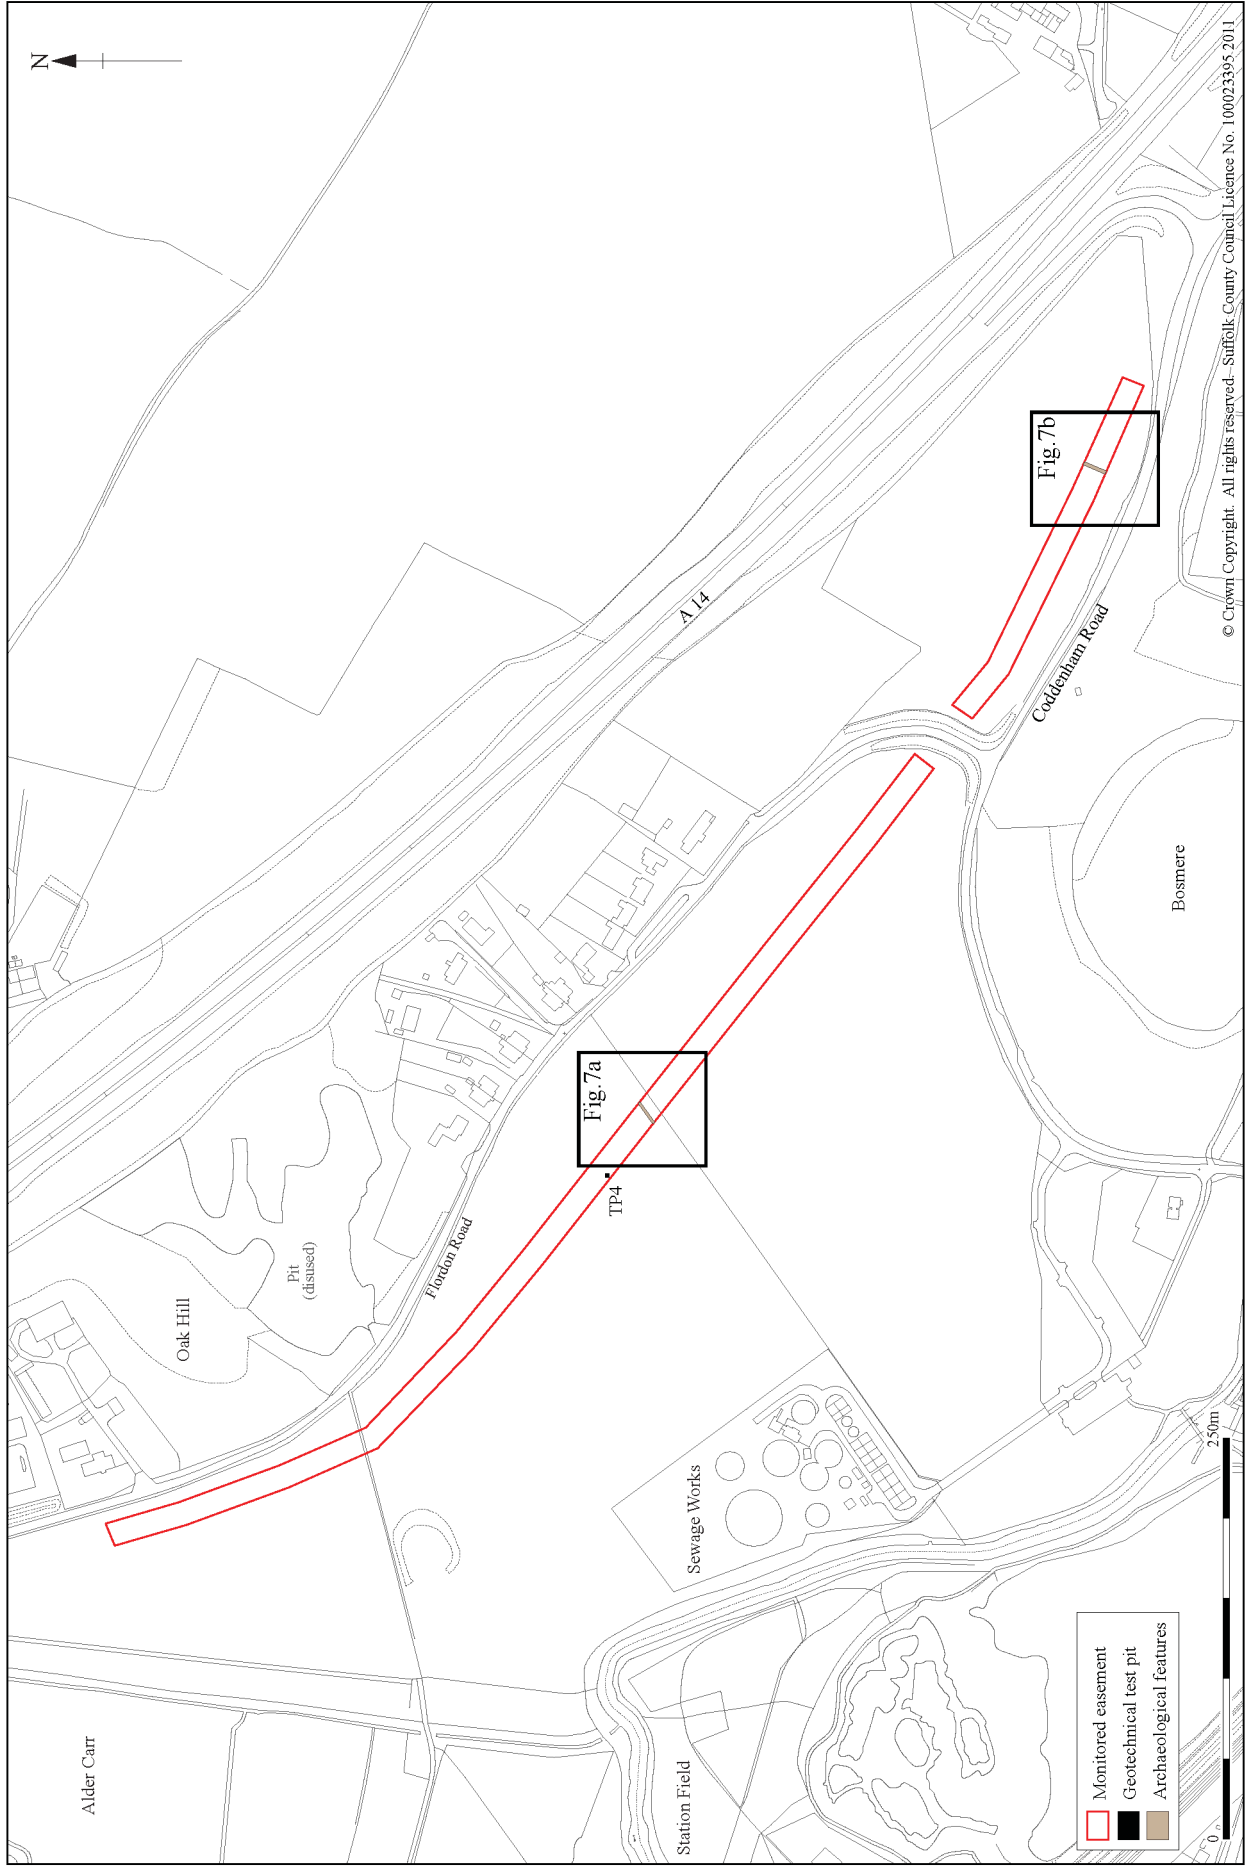 N
Oak Hill
Pit
(disused)
Flordon Road
A 14
Alder Carr
Fig.7a
TP4
Fig.7b
Sewage Works
Coddenham Road
Station Field
Bosmere
Monitored easement
Geotechnical test pit
Archaeological features
0
250m
© Crown Copyright. All rights reserved. Suffolk County Council Licence No. 100023395 2011